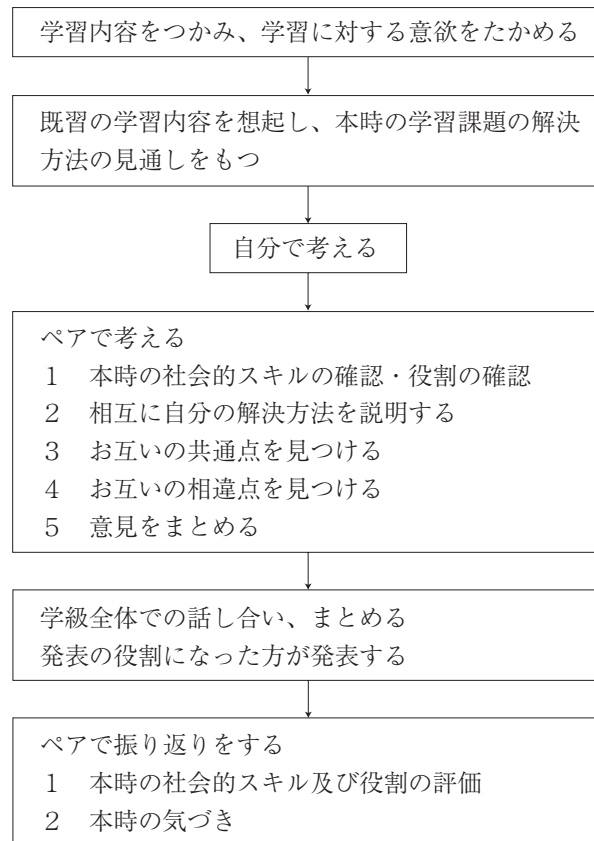 学習内容をつかみ、学習に対する意欲をたかめる
既習の学習内容を想起し、本時の学習課題の解決
方法の見通しをもつ
自分で考える
ペアで考える
１　本時の社会的スキルの確認・役割の確認
２　相互に自分の解決方法を説明する
３　お互いの共通点を見つける
４　お互いの相違点を見つける
５　意見をまとめる
学級全体での話し合い、まとめる
発表の役割になった方が発表する
ペアで振り返りをする
１　本時の社会的スキル及び役割の評価
２　本時の気づき